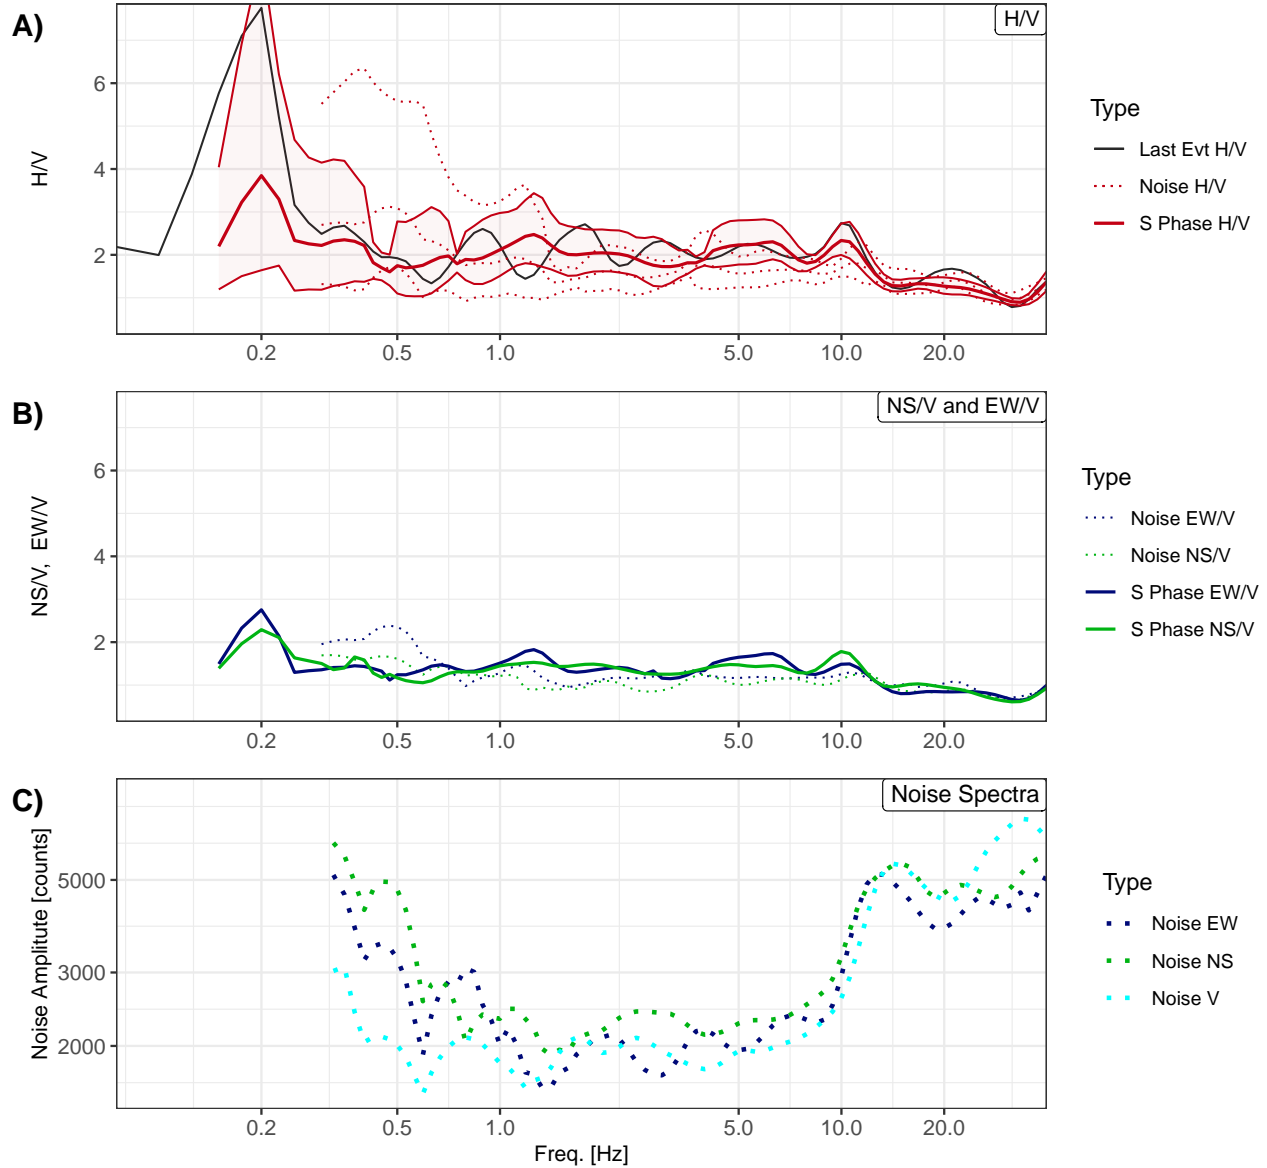 A)
H/V
H/V
6
4
2
0.2 0.5 1.0 5.0 10.0 20.0
Type
Last Evt H/V
Noise H/V
S Phase H/V
B)
NS/V and EW/V
NS/V, EW/V
6
4
2
0.2 0.5 1.0 5.0 10.0 20.0
Type
Noise EW/V
Noise NS/V
S Phase EW/V
S Phase NS/V
C)
Noise Spectra
Noise Amplitute [counts]
5000
3000
2000
0.2 0.5 1.0 5.0 10.0 20.0
Freq. [Hz]
Type
Noise EW
Noise NS
Noise V